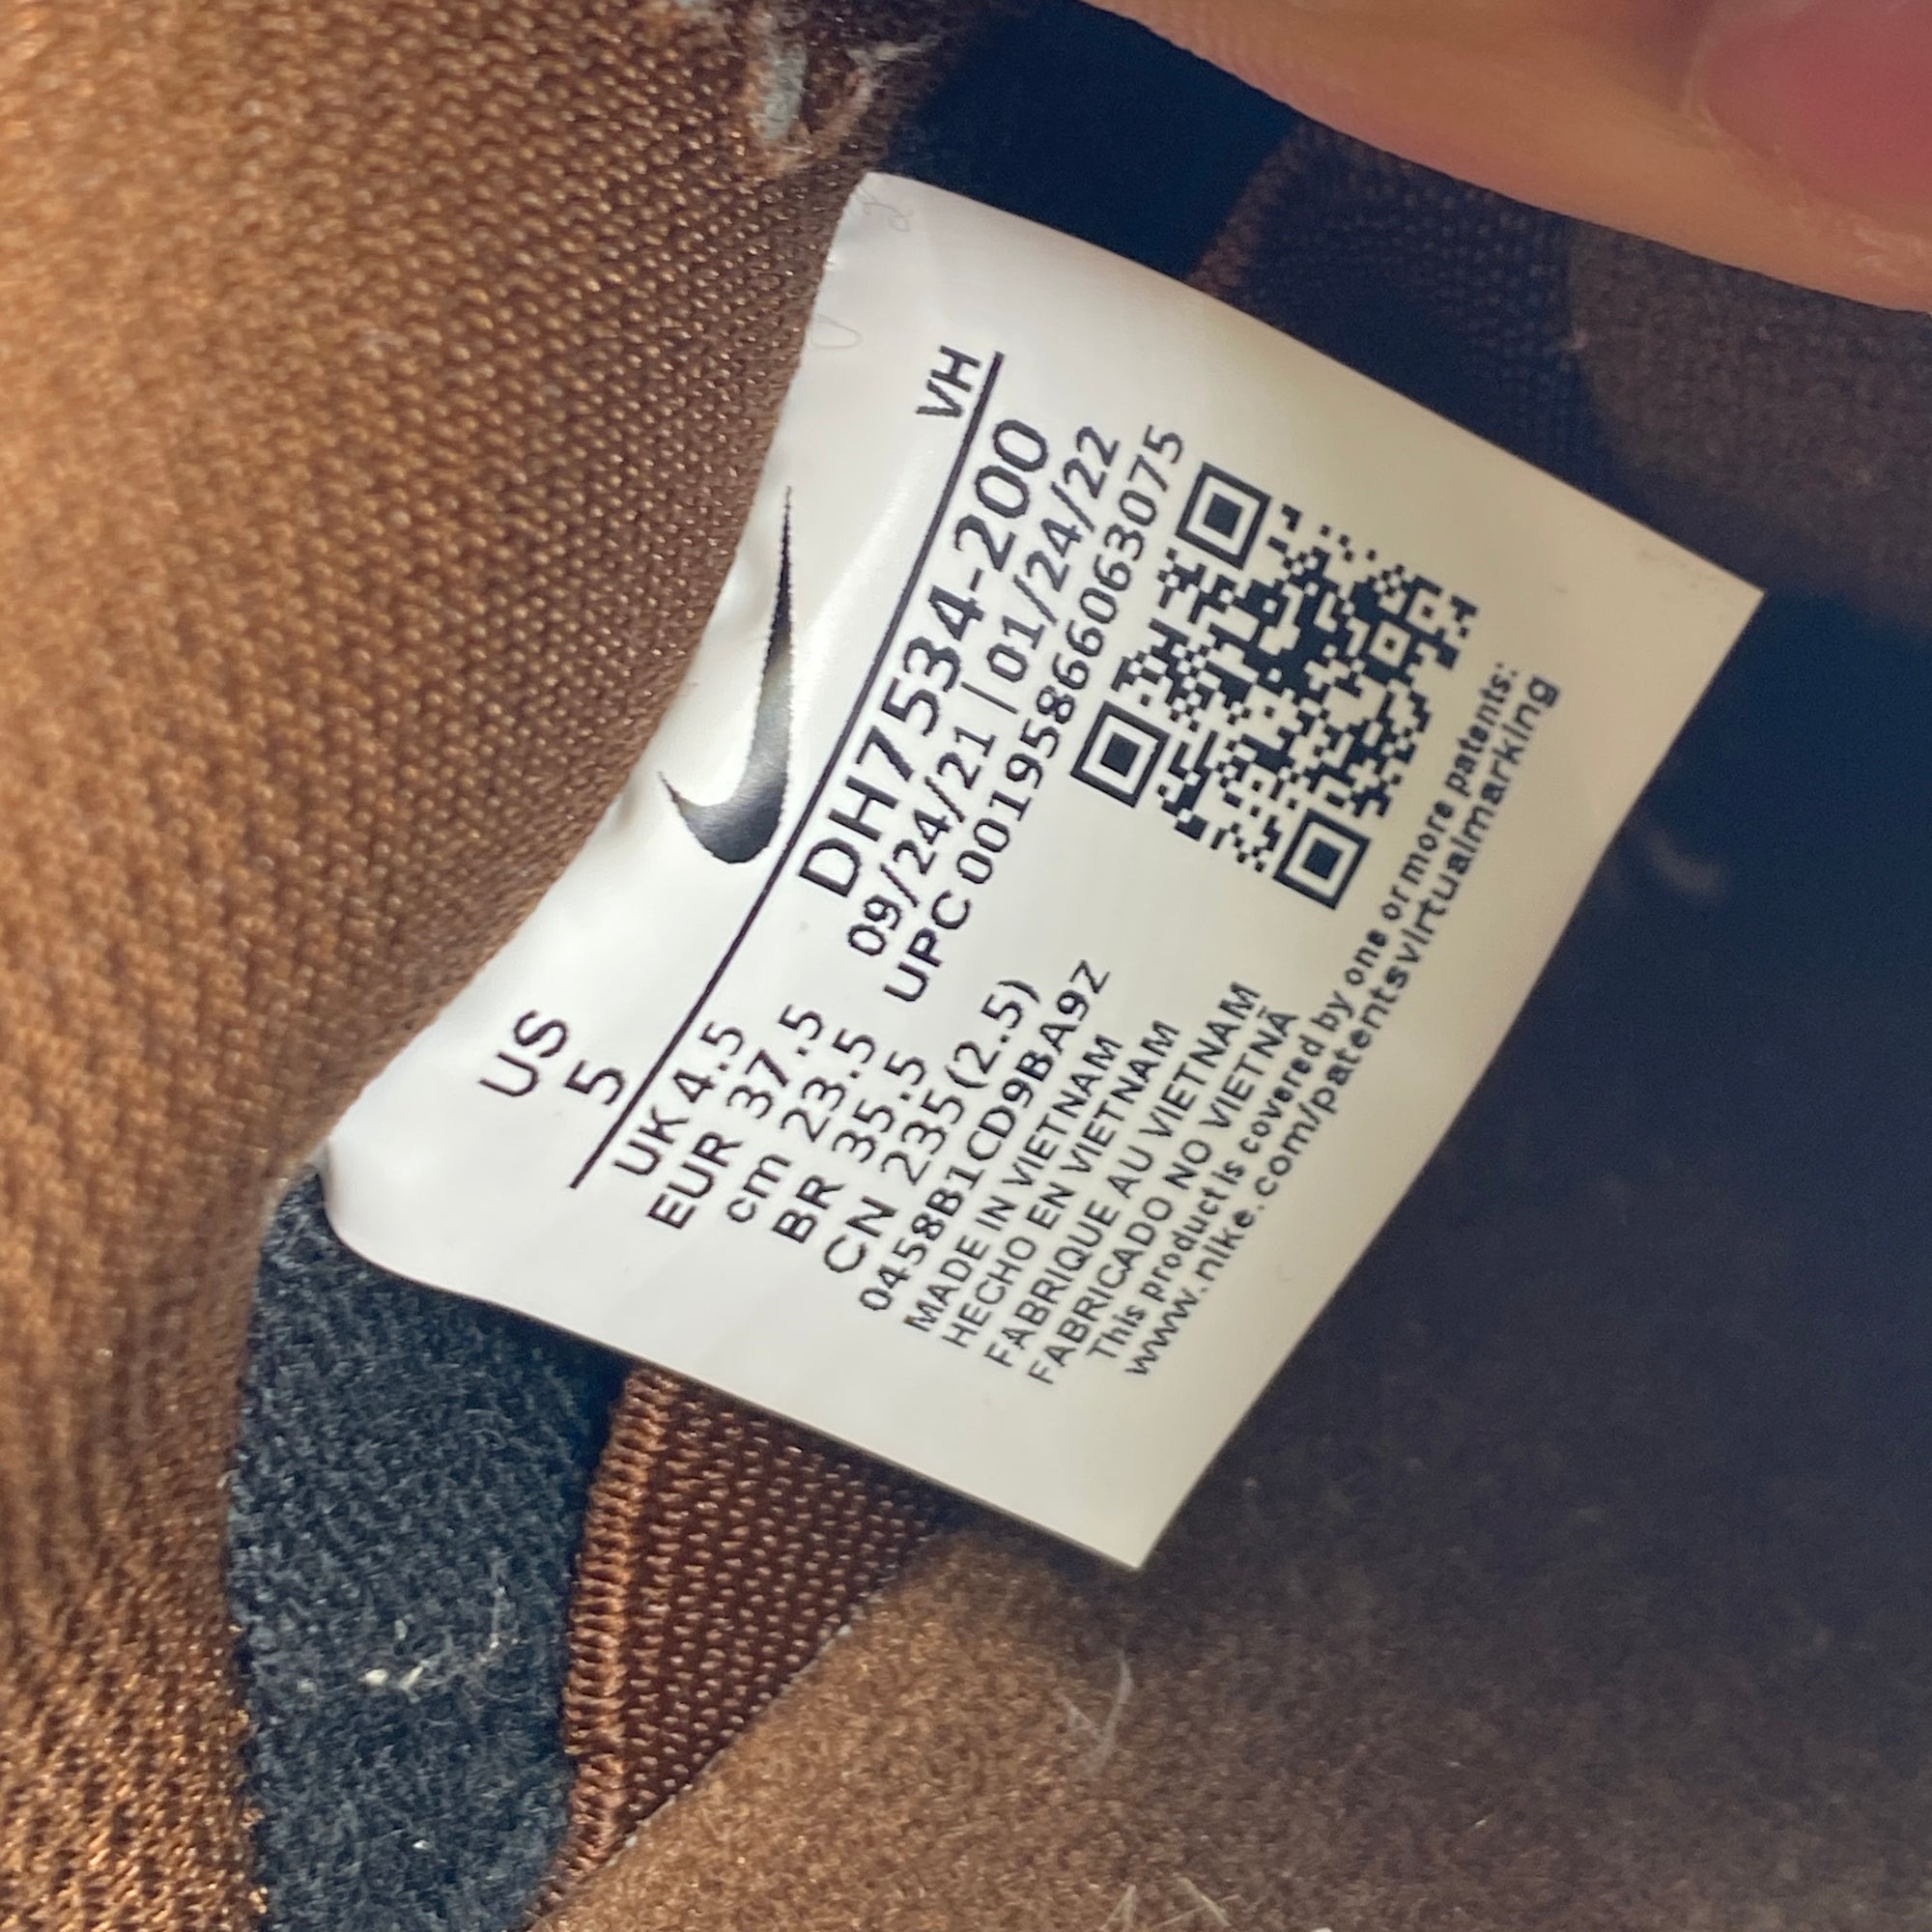 US
5
VH
UK 4.5
EUR 37.5
cm 23.5
BR 35.5
CN 235(2.5)
DH7534-200
09/24/21 | 01/24/22
UPC 00195866063075
0458B1CD9BA9Z
MADE IN VIETNAM
HECHO EN VIETNAM
FABRIQUE AU VIETNAM
FABRICADO NO VIETNÃ
This product is covered by one or more patents:
www.nike.com/patentsvirtualmarking